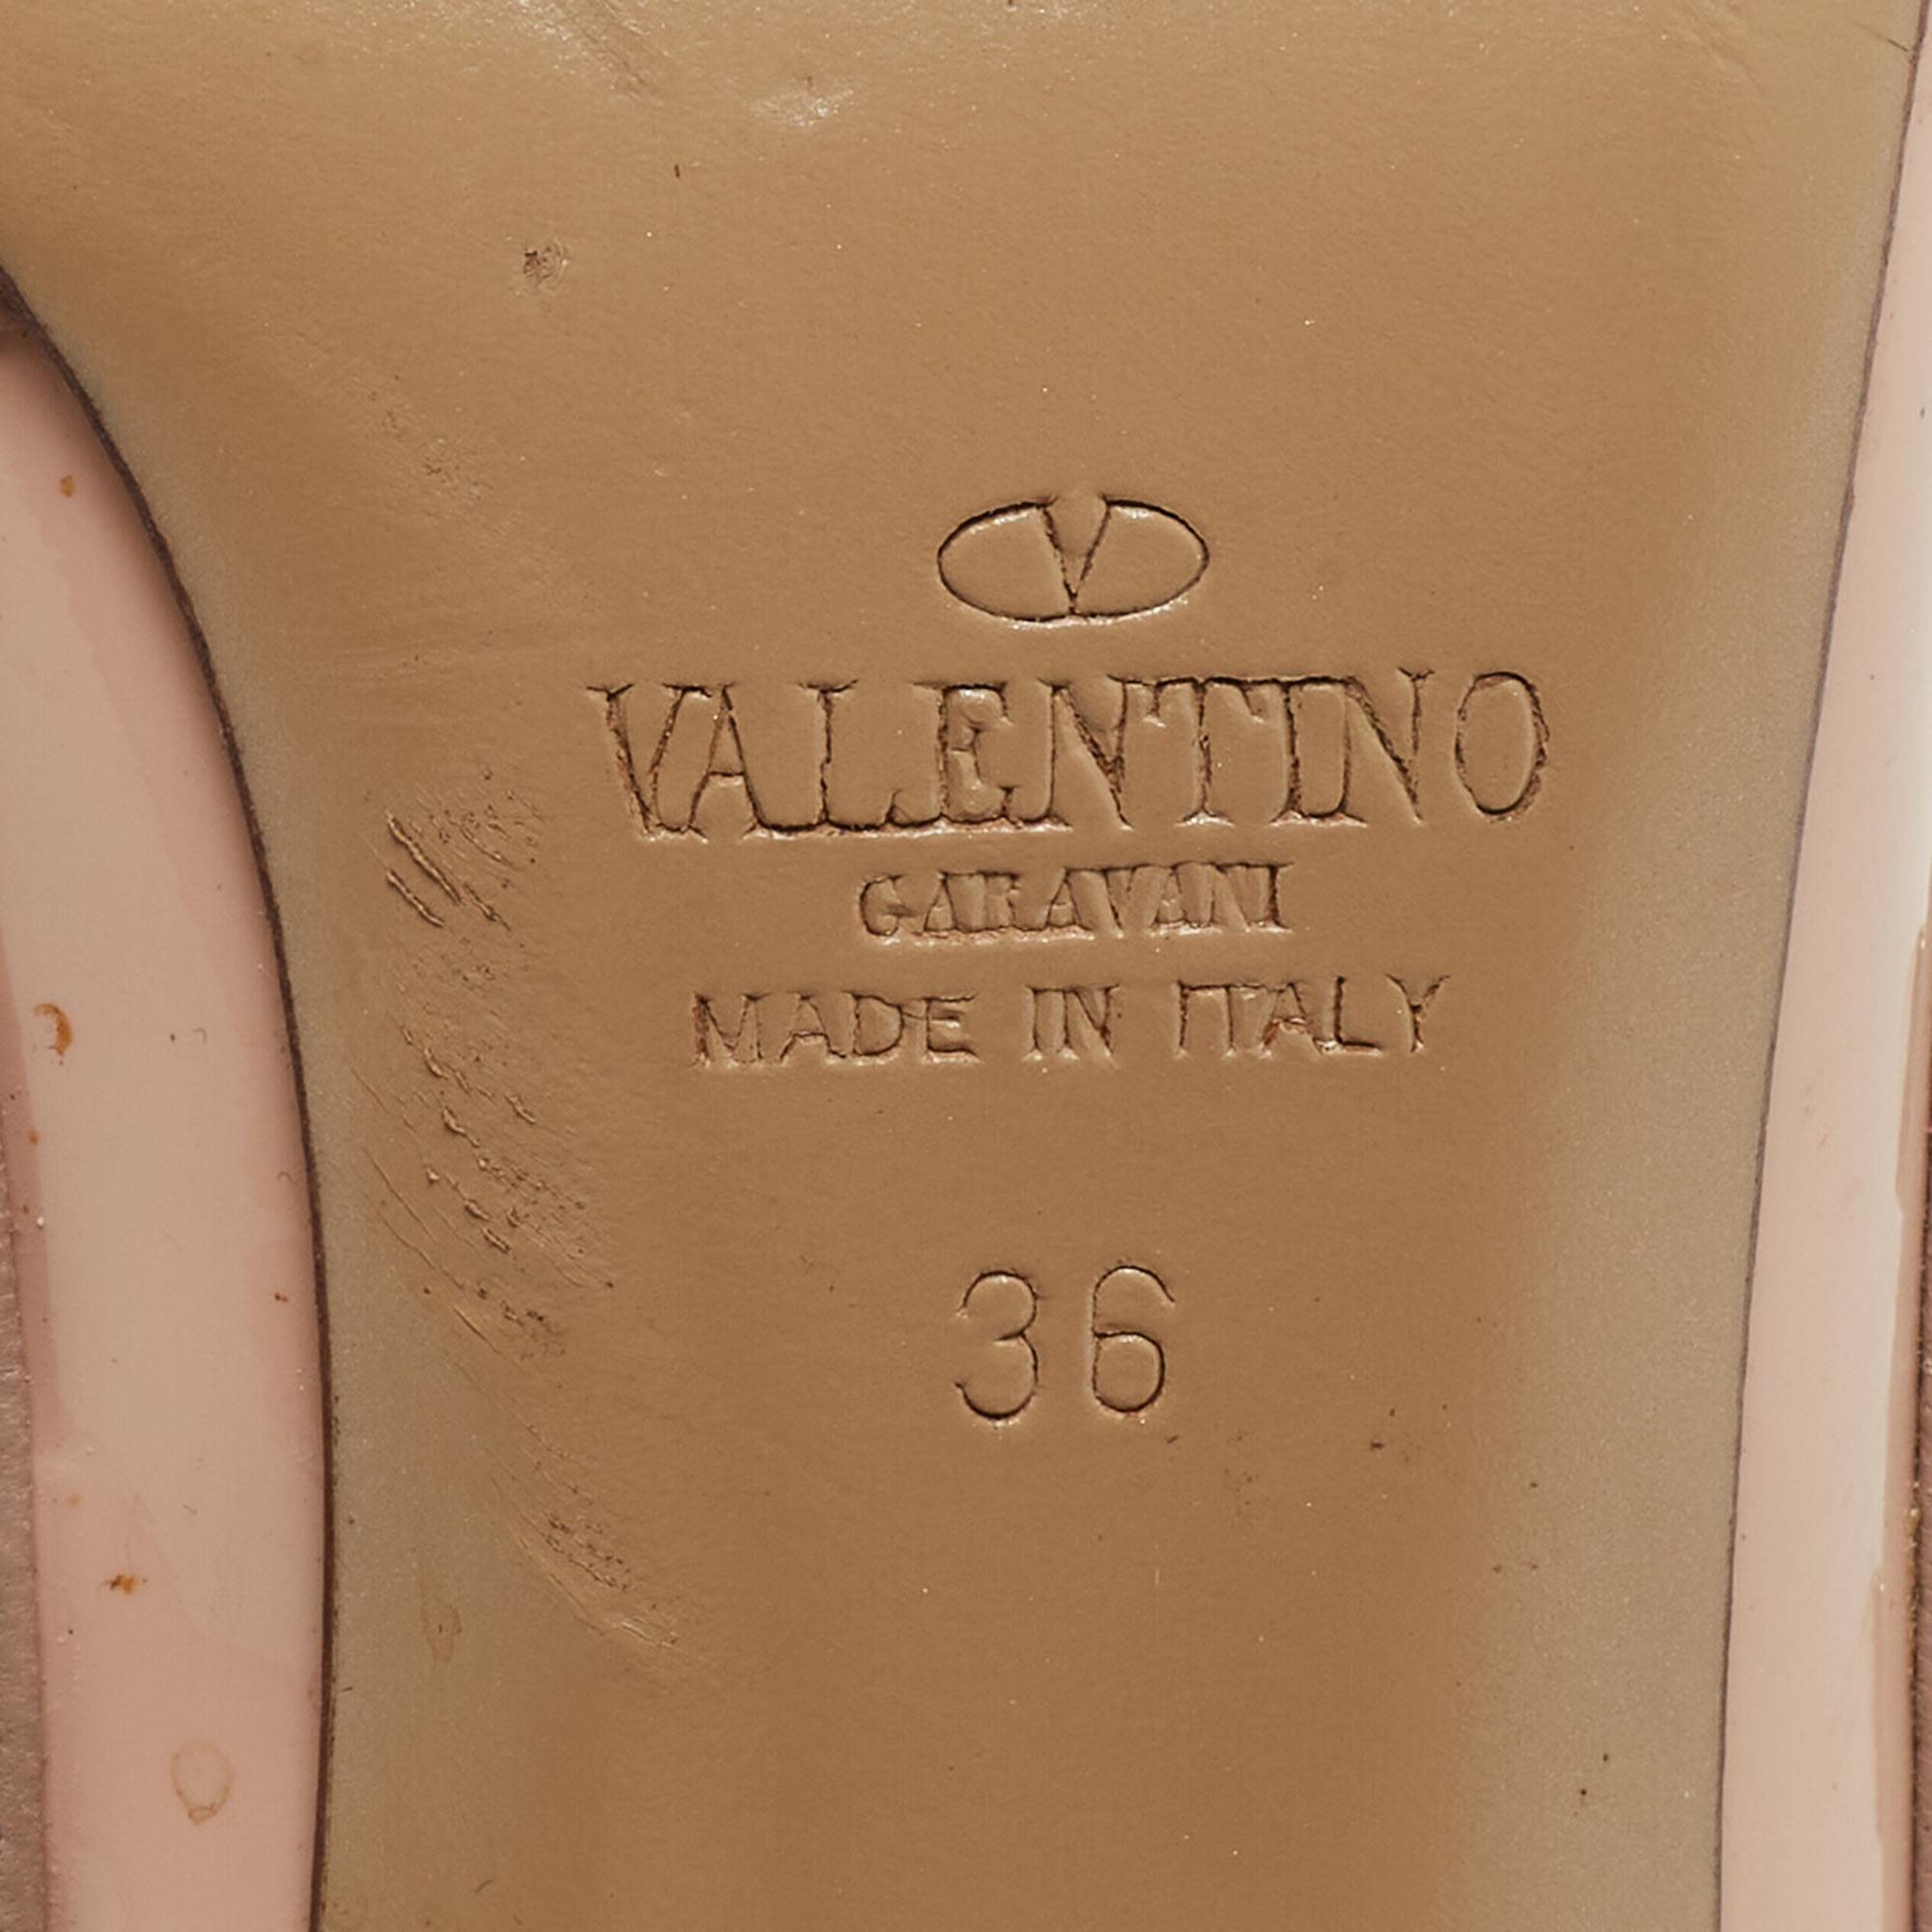 V
VALENTINO
GARAVANI
MADE IN ITALY
36